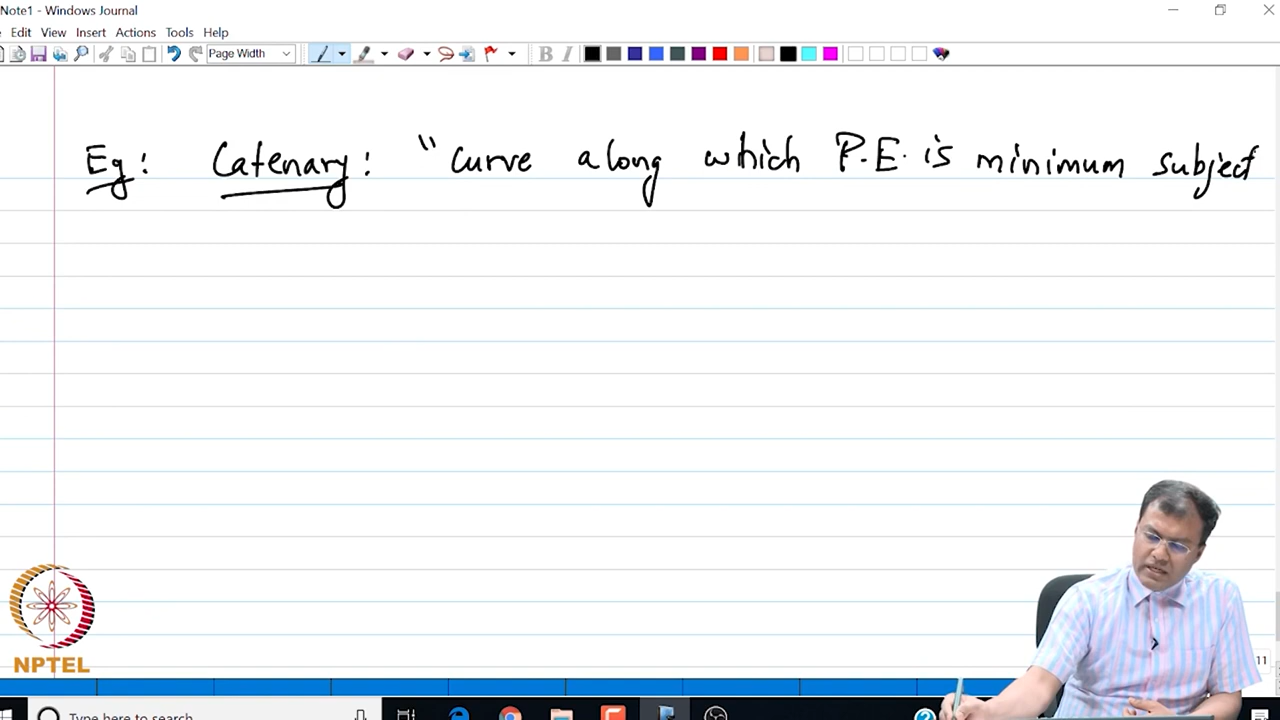 Note1 - Windows Journal
Edit View Insert Actions Tools Help
Page Width
B I
Eg: Catenary: " curve along which P.E. is minimum subject
NPTEL
11
Type here to search